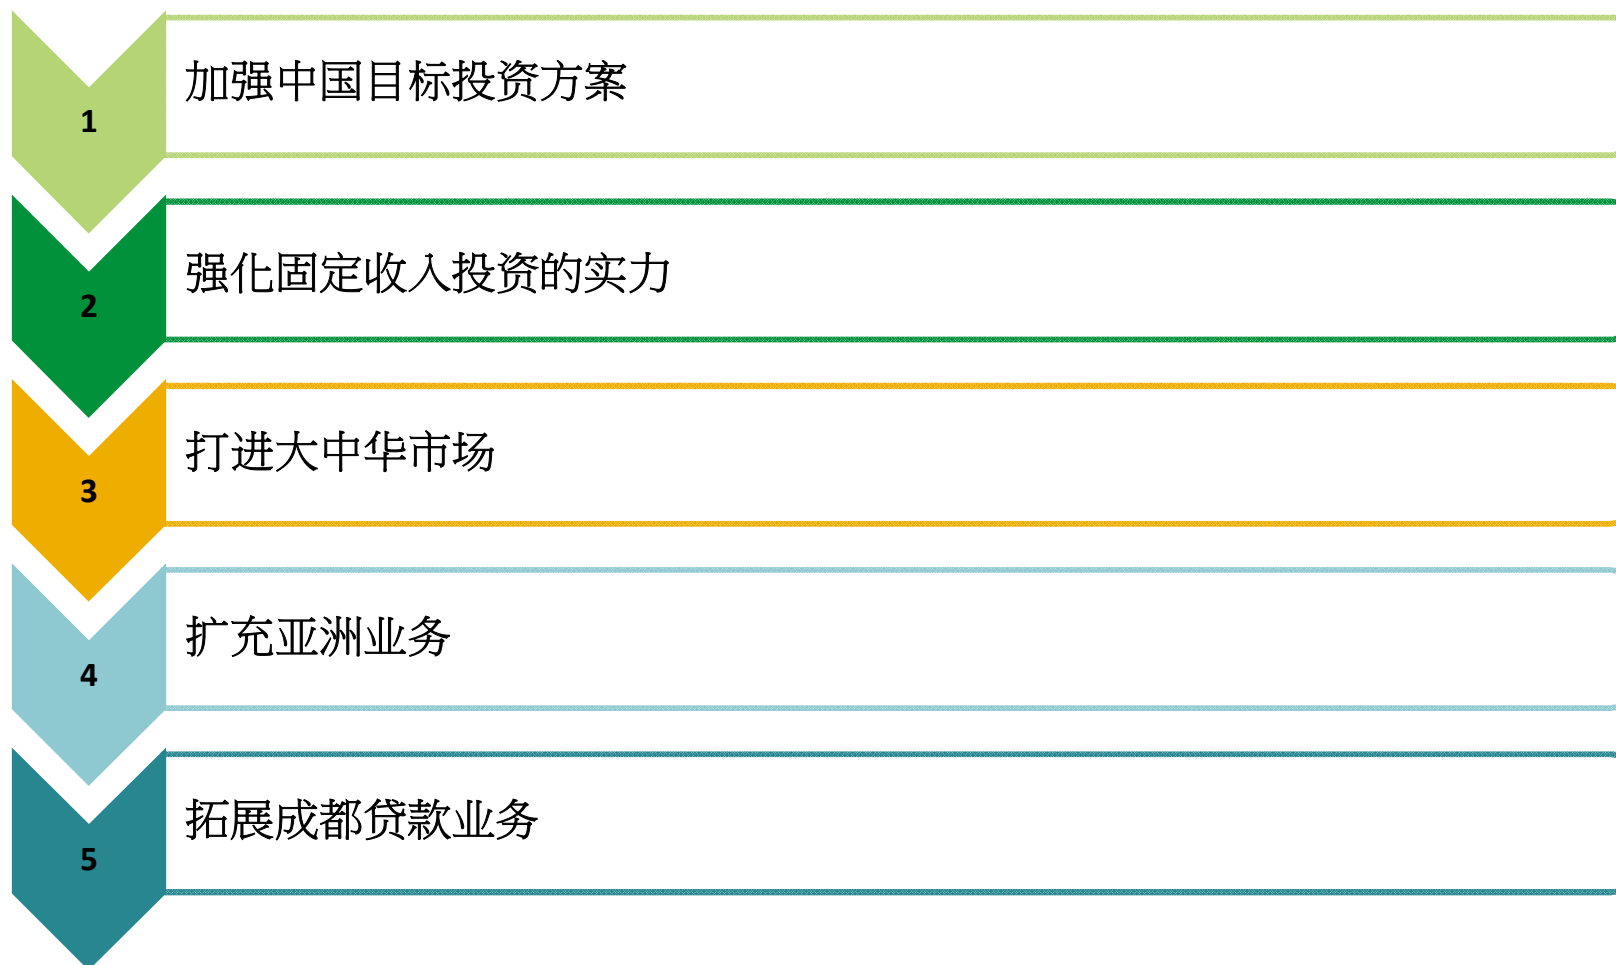 1
加强中国目标投资方案
2
强化固定收入投资的实力
3
打进大中华市场
4
扩充亚洲业务
5
拓展成都贷款业务